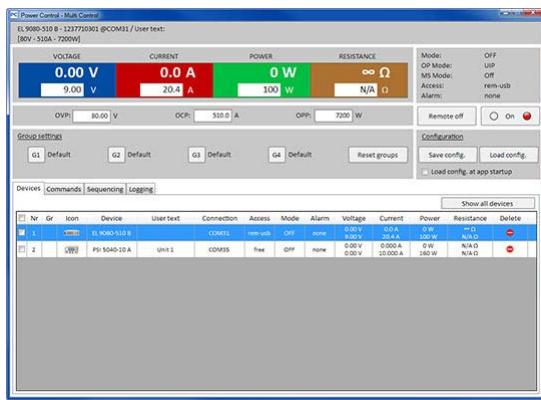 Power Control - Multi Control
EL 9080-510 B - 1237710301 @COM31 / User text:
[80V - 510A - 7200W]
VOLTAGE CURRENT POWER RESISTANCE
0.00 V 0.0 A 0 W ∞ Ω
9.00 V 20.4 A 100 W N/A Ω
Mode: OFF
OP Mode: UIP
MS Mode: Off
Access: rem-usb
Alarm: none
OVP: 80.00 V OCP: 510.0 A OPP: 7200 W
Remote off On
Group settings
G1 Default G2 Default G3 Default G4 Default Reset groups
Configuration
Save config. Load config.
Load config. at app startup
Devices Commands Sequencing Logging
Show all devices
Nr Gr Icon Device User text Connection Access Mode Alarm Voltage Current Power Resistance Delete
1 EL 9080-510 B COM31 rem-usb OFF none 0.00 V 0.0 A 0 W ∞ Ω
9.00 V 20.4 A 100 W N/A Ω
2 PSI 5040-10 A Unit 1 COM35 free OFF none 0.00 V 0.000 A 0 W N/A Ω
0.00 V 10.000 A 160 W N/A Ω